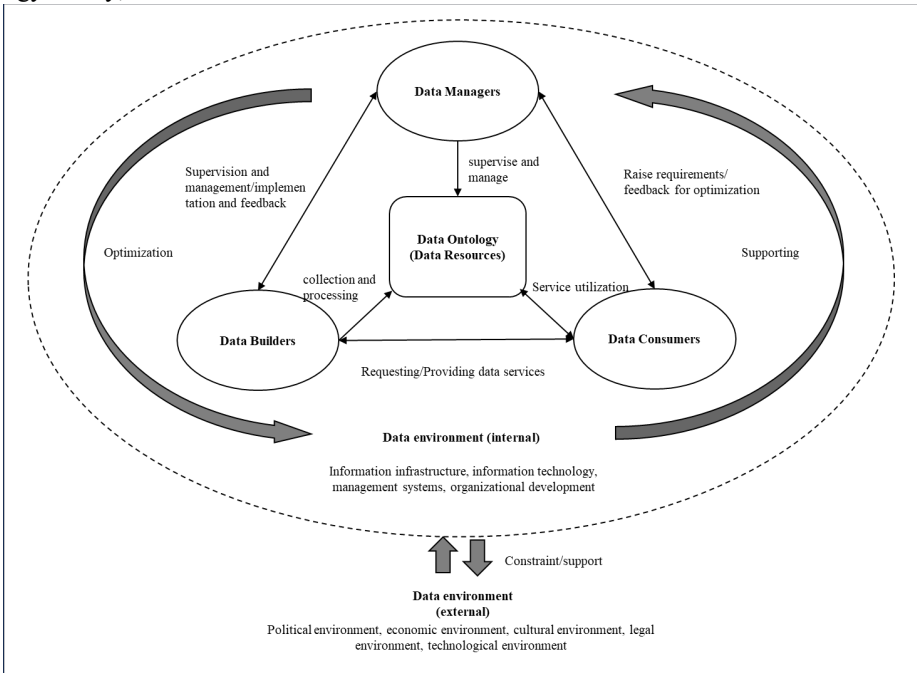 Data Managers
Supervision and
management/implemen
tation and feedback
supervise and
manage
Raise requirements/
feedback for optimization
Data Ontology
(Data Resources)
Optimization
Supporting
collection and
processing
Service utilization
Data Builders
Data Consumers
Requesting/Providing data services
Data environment (internal)
Information infrastructure, information technology,
management systems, organizational development
Constraint/support
Data environment
(external)
Political environment, economic environment, cultural environment, legal
environment, technological environment